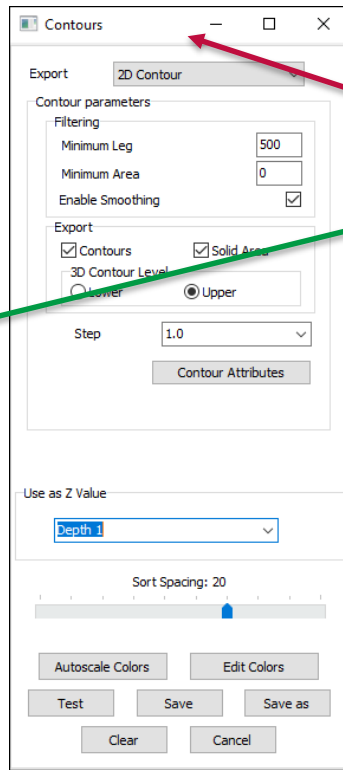 Contours
Export 2D Contour
Contour parameters
Filtering
Minimum Leg 500
Minimum Area 0
Enable Smoothing
Export
Contours Solid Area
3D Contour Level
Lower Upper
Step 1.0
Contour Attributes
Use as Z Value
Depth 1
Sort Spacing: 20
Autoscale Colors Edit Colors
Test Save Save as
Clear Cancel